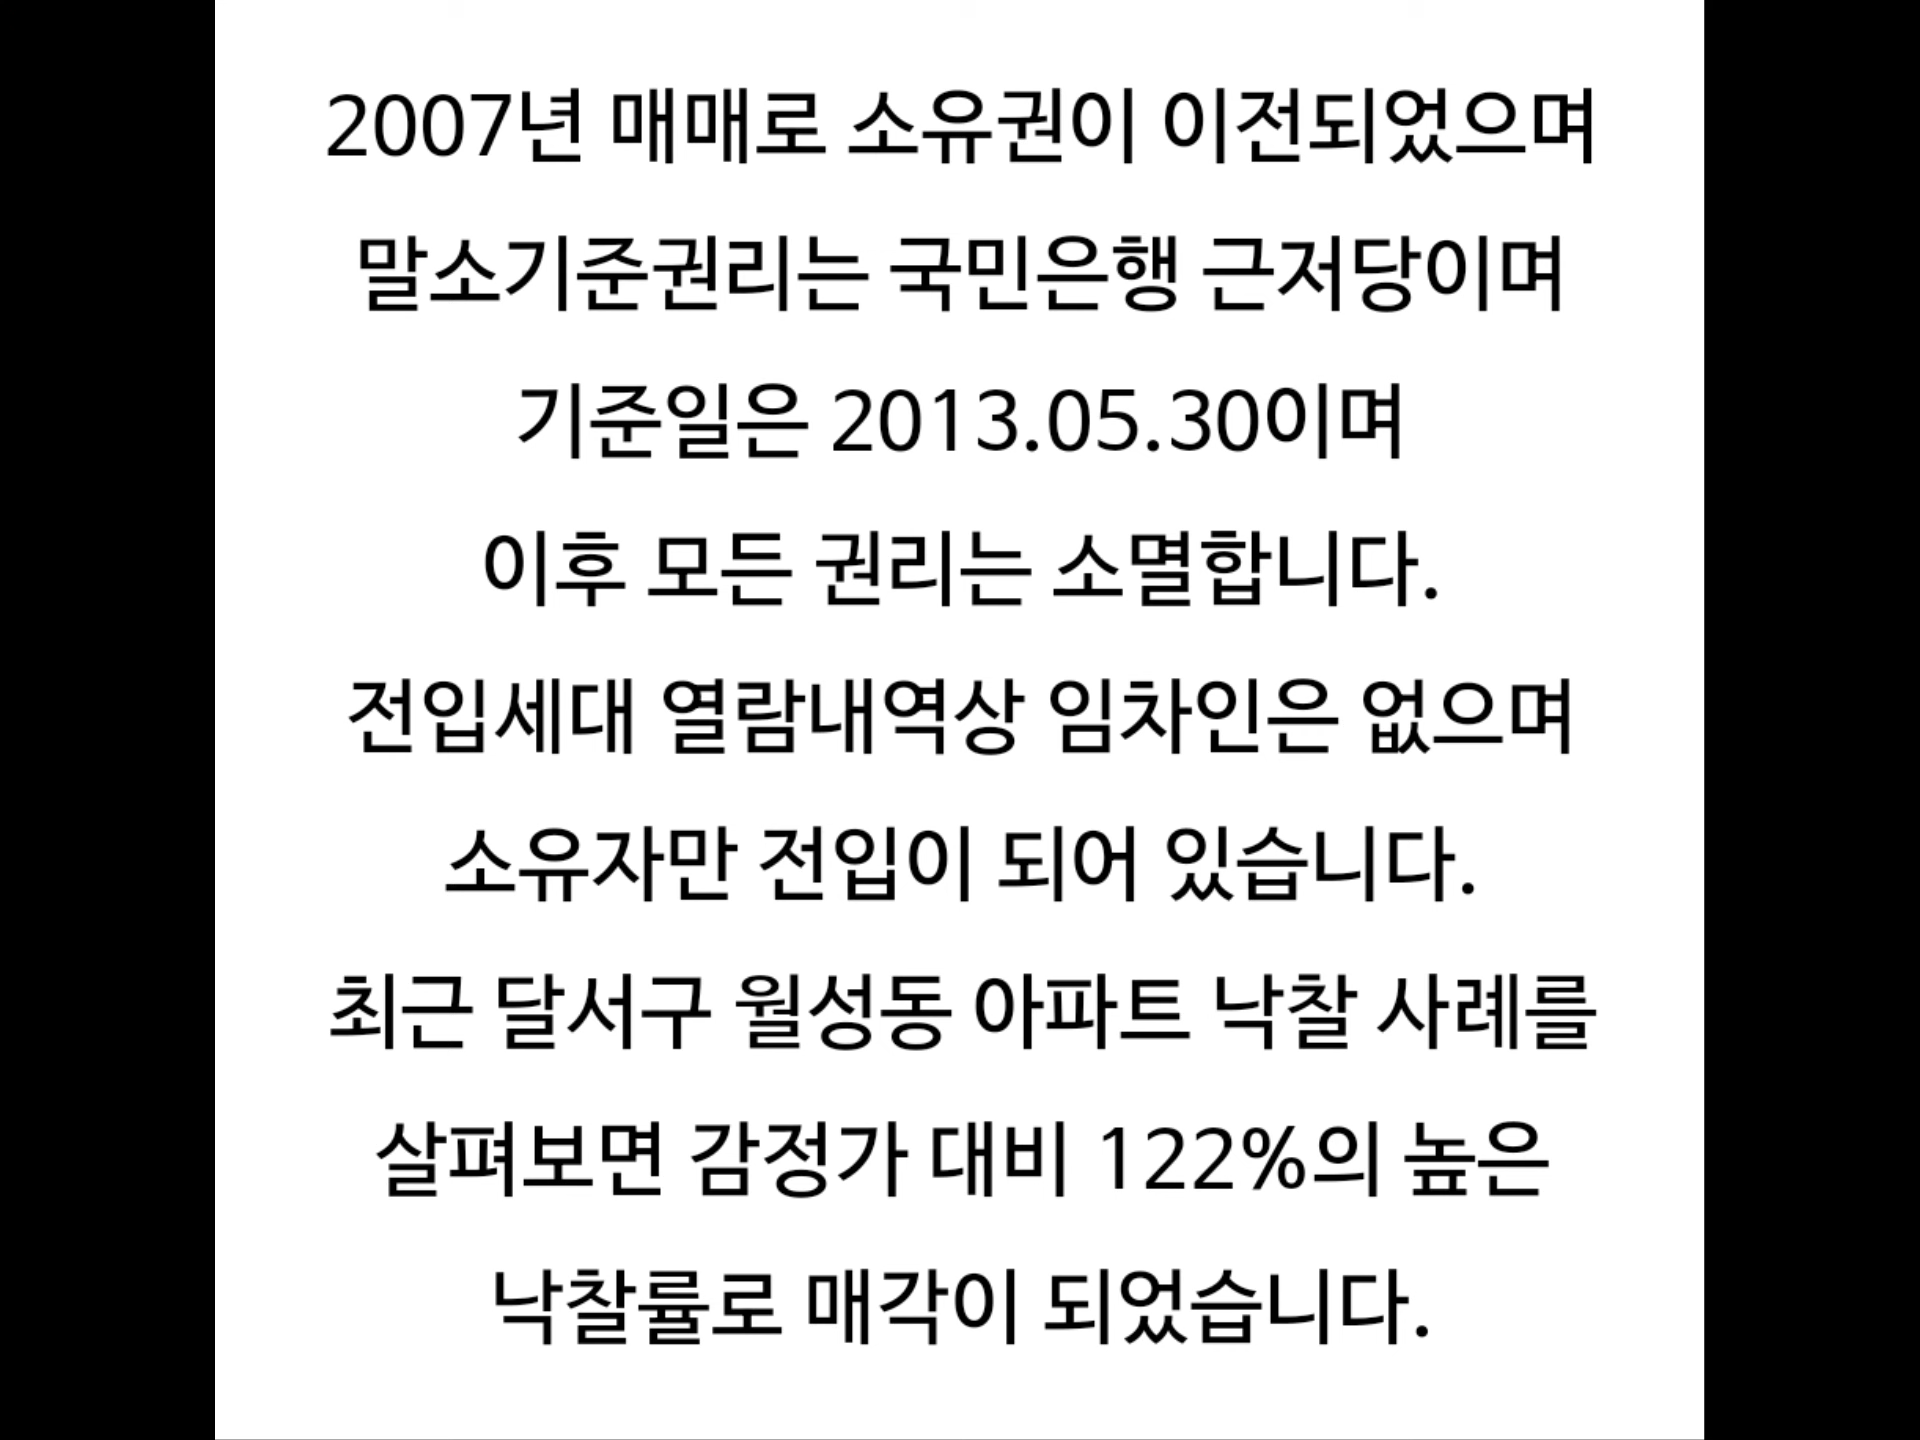 2007년 매매로 소유권이 이전되었으며
말소기준권리는 국민은행 근저당이며
기준일은 2013.05.30이며
이후 모든 권리는 소멸합니다.
전입세대 열람내역상 임차인은 없으며
소유자만 전입이 되어 있습니다.
최근 달서구 월성동 아파트 낙찰 사례를
살펴보면 감정가 대비 122%의 높은
낙찰률로 매각이 되었습니다.